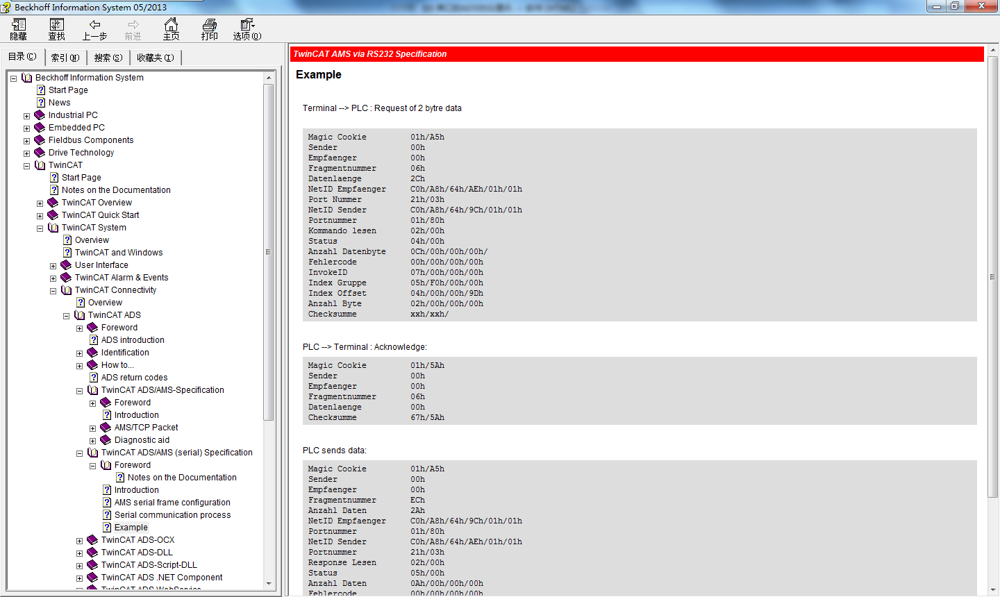 Beckhoff Information System 05/2013
隐藏 查找 上一步 前进 主页 打印 选项(O)
目录(C) 索引(N) 搜索(S) 收藏夹(I)
Beckhoff Information System
Start Page
News
Industrial PC
Embedded PC
Fieldbus Components
Drive Technology
TwinCAT
Start Page
Notes on the Documentation
TwinCAT Overview
TwinCAT Quick Start
TwinCAT System
Overview
TwinCAT and Windows
User Interface
TwinCAT Alarm & Events
TwinCAT Connectivity
Overview
TwinCAT ADS
Foreword
ADS introduction
Identification
How to...
ADS return codes
TwinCAT ADS/AMS-Specification
Foreword
Introduction
AMS/TCP Packet
Diagnostic aid
TwinCAT ADS/AMS (serial) Specification
Foreword
Notes on the Documentation
Introduction
AMS serial frame configuration
Serial communication process
Example
TwinCAT ADS-OCX
TwinCAT ADS-DLL
TwinCAT ADS-Script-DLL
TwinCAT ADS .NET Component
TwinCAT ADS WebService
TwinCAT AMS via RS232 Specification
Example
Terminal --> PLC : Request of 2 bytre data
Magic Cookie 01h/A5h
Sender 00h
Empfaenger 00h
Fragmentnummer 06h
Datenlaenge 2Ch
NetID Empfaenger C0h/A8h/64h/AEh/01h/01h
Port Nummer 21h/03h
NetID Sender C0h/A8h/64h/9Ch/01h/01h
Portnummer 01h/80h
Kommando lesen 02h/00h
Status 04h/00h
Anzahl Datenbyte 0Ch/00h/00h/00h/
Fehlercode 00h/00h/00h/00h
InvokeID 07h/00h/00h/00h
Index Gruppe 05h/F0h/00h/00h
Index Offset 04h/00h/00h/9Dh
Anzahl Byte 02h/00h/00h/00h
Checksumme xxh/xxh/
PLC --> Terminal : Acknowledge:
Magic Cookie 01h/5Ah
Sender 00h
Empfaenger 00h
Fragmentnummer 06h
Datenlaenge 00h
Checksumme 67h/5Ah
PLC sends data:
Magic Cookie 01h/A5h
Sender 00h
Empfaenger 00h
Fragmentnummer ECh
Anzahl Daten 2Ah
NetID Empfaenger C0h/A8h/64h/9Ch/01h/01h
Portnummer 01h/80h
NetID Sender C0h/A8h/64h/AEh/01h/01h
Portnummer 21h/03h
Response Lesen 02h/00h
Status 05h/00h
Anzahl Daten 0Ah/00h/00h/00h
Fehlercode 00h/00h/00h/00h